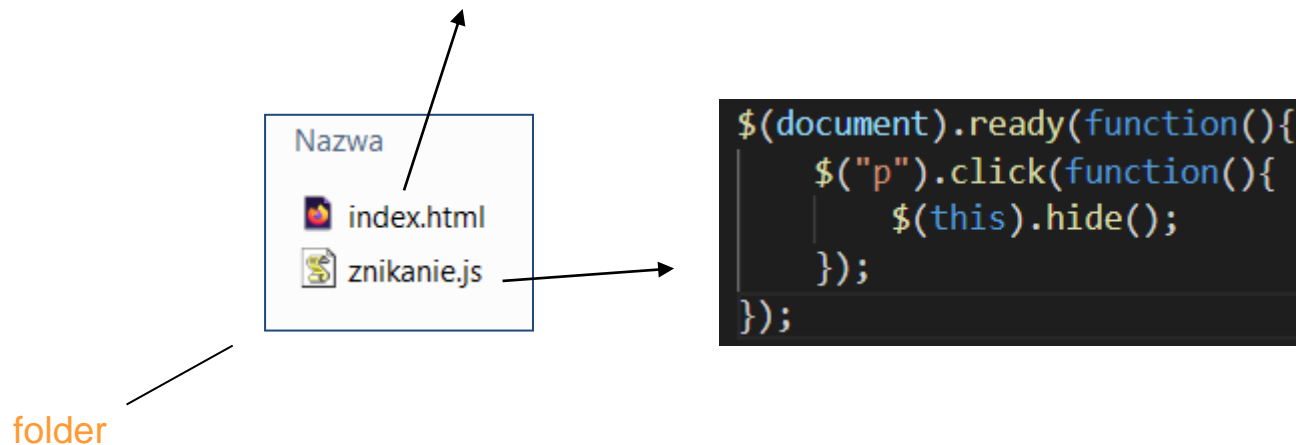 Nazwa
index.html
znikanie.js
folder
$(document).ready(function(){
    $("p").click(function(){
        $(this).hide();
    });
});